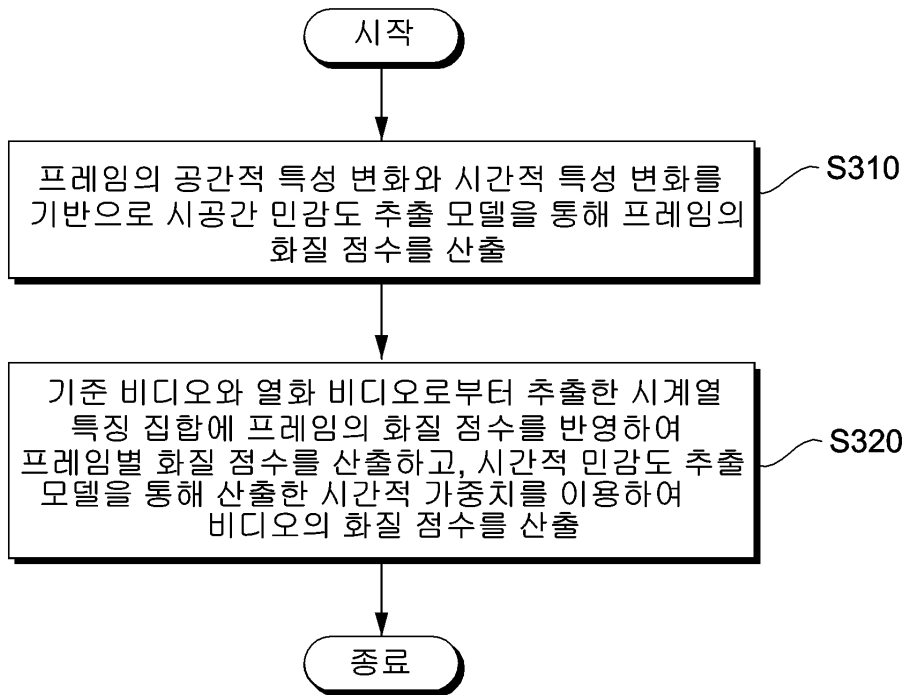 시작
프레임의 공간적 특성 변화와 시간적 특성 변화를
기반으로 시공간 민감도 추출 모델을 통해 프레임의
화질 점수를 산출
S310
기준 비디오와 열화 비디오로부터 추출한 시계열
특징 집합에 프레임의 화질 점수를 반영하여
프레임별 화질 점수를 산출하고, 시간적 민감도 추출
모델을 통해 산출한 시간적 가중치를 이용하여
비디오의 화질 점수를 산출
S320
종료